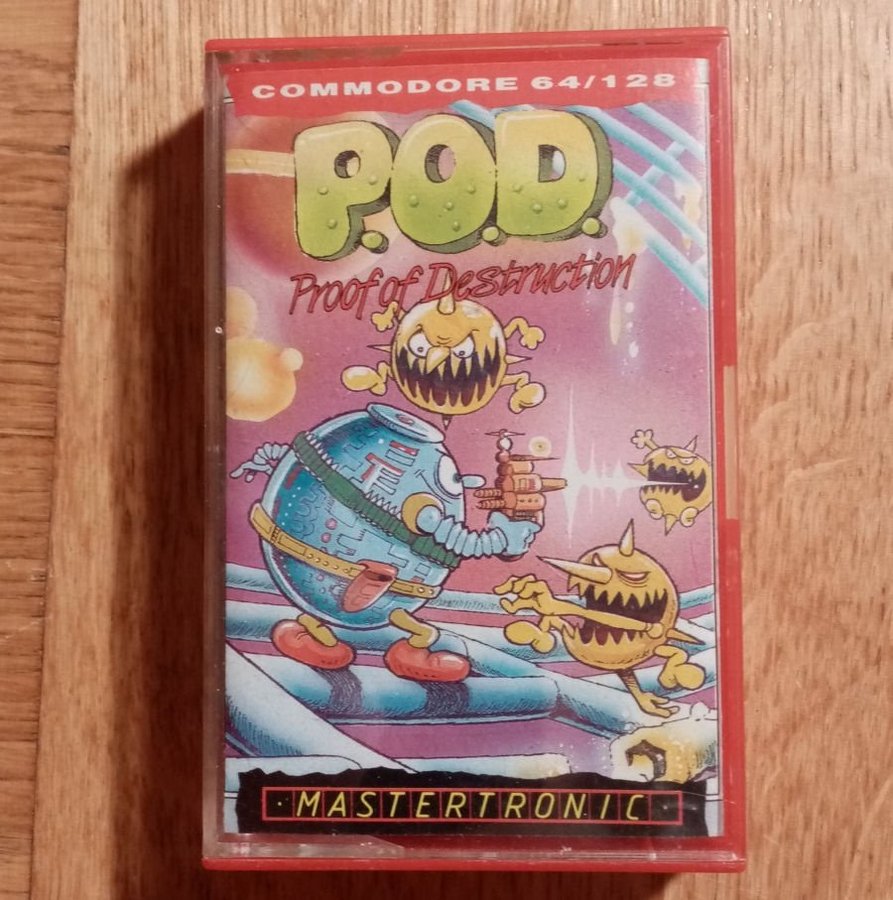 COMMODORE 64/128
P.O.D.
Proof of Destruction
·MASTERTRONIC·